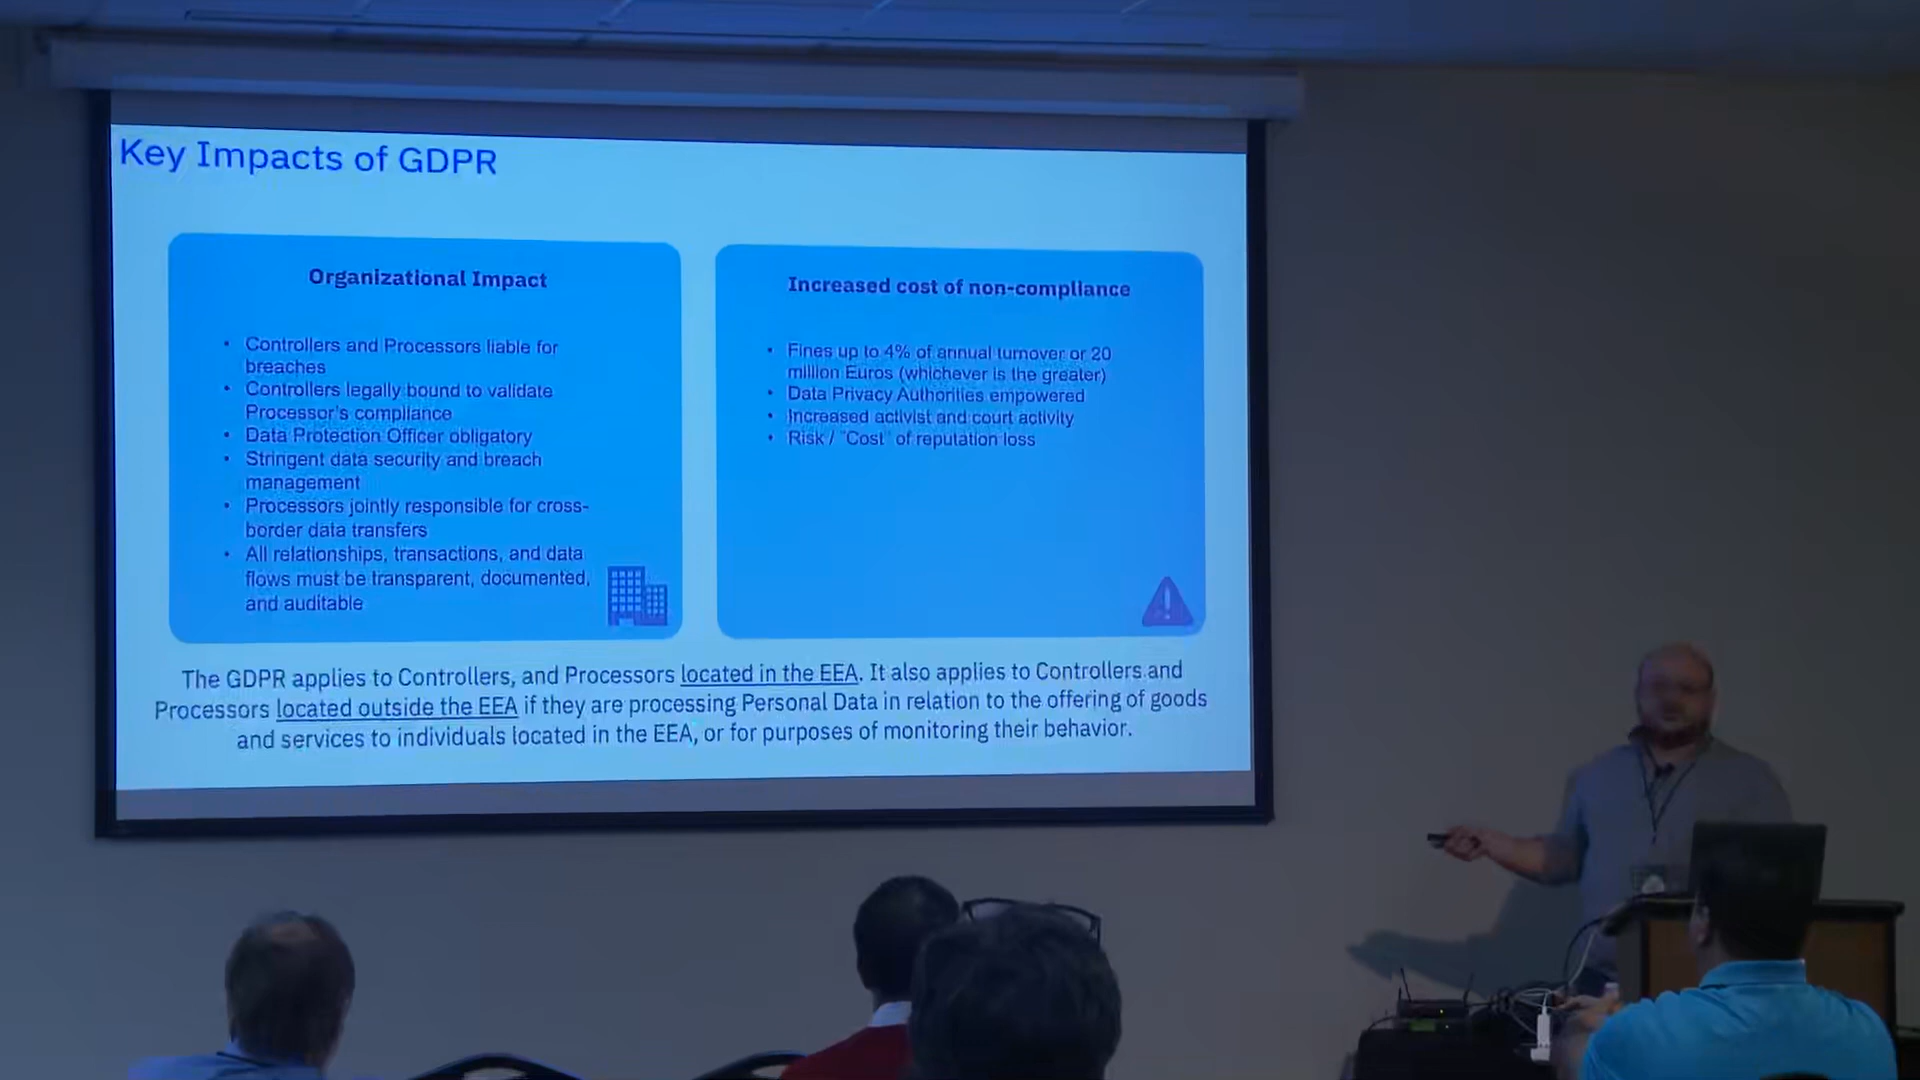 Key Impacts of GDPR
Organizational Impact
• Controllers and Processors liable for
breaches
• Controllers legally bound to validate
Processor's compliance
• Data Protection Officer obligatory
• Stringent data security and breach
management
• Processors jointly responsible for cross-
border data transfers
• All relationships, transactions, and data
flows must be transparent, documented,
and auditable
Increased cost of non-compliance
• Fines up to 4% of annual turnover or 20
million Euros (whichever is the greater)
• Data Privacy Authorities empowered
• Increased activist and court activity
• Risk / "Cost" of reputation loss
The GDPR applies to Controllers, and Processors located in the EEA. It also applies to Controllers and
Processors located outside the EEA if they are processing Personal Data in relation to the offering of goods
and services to individuals located in the EEA, or for purposes of monitoring their behavior.